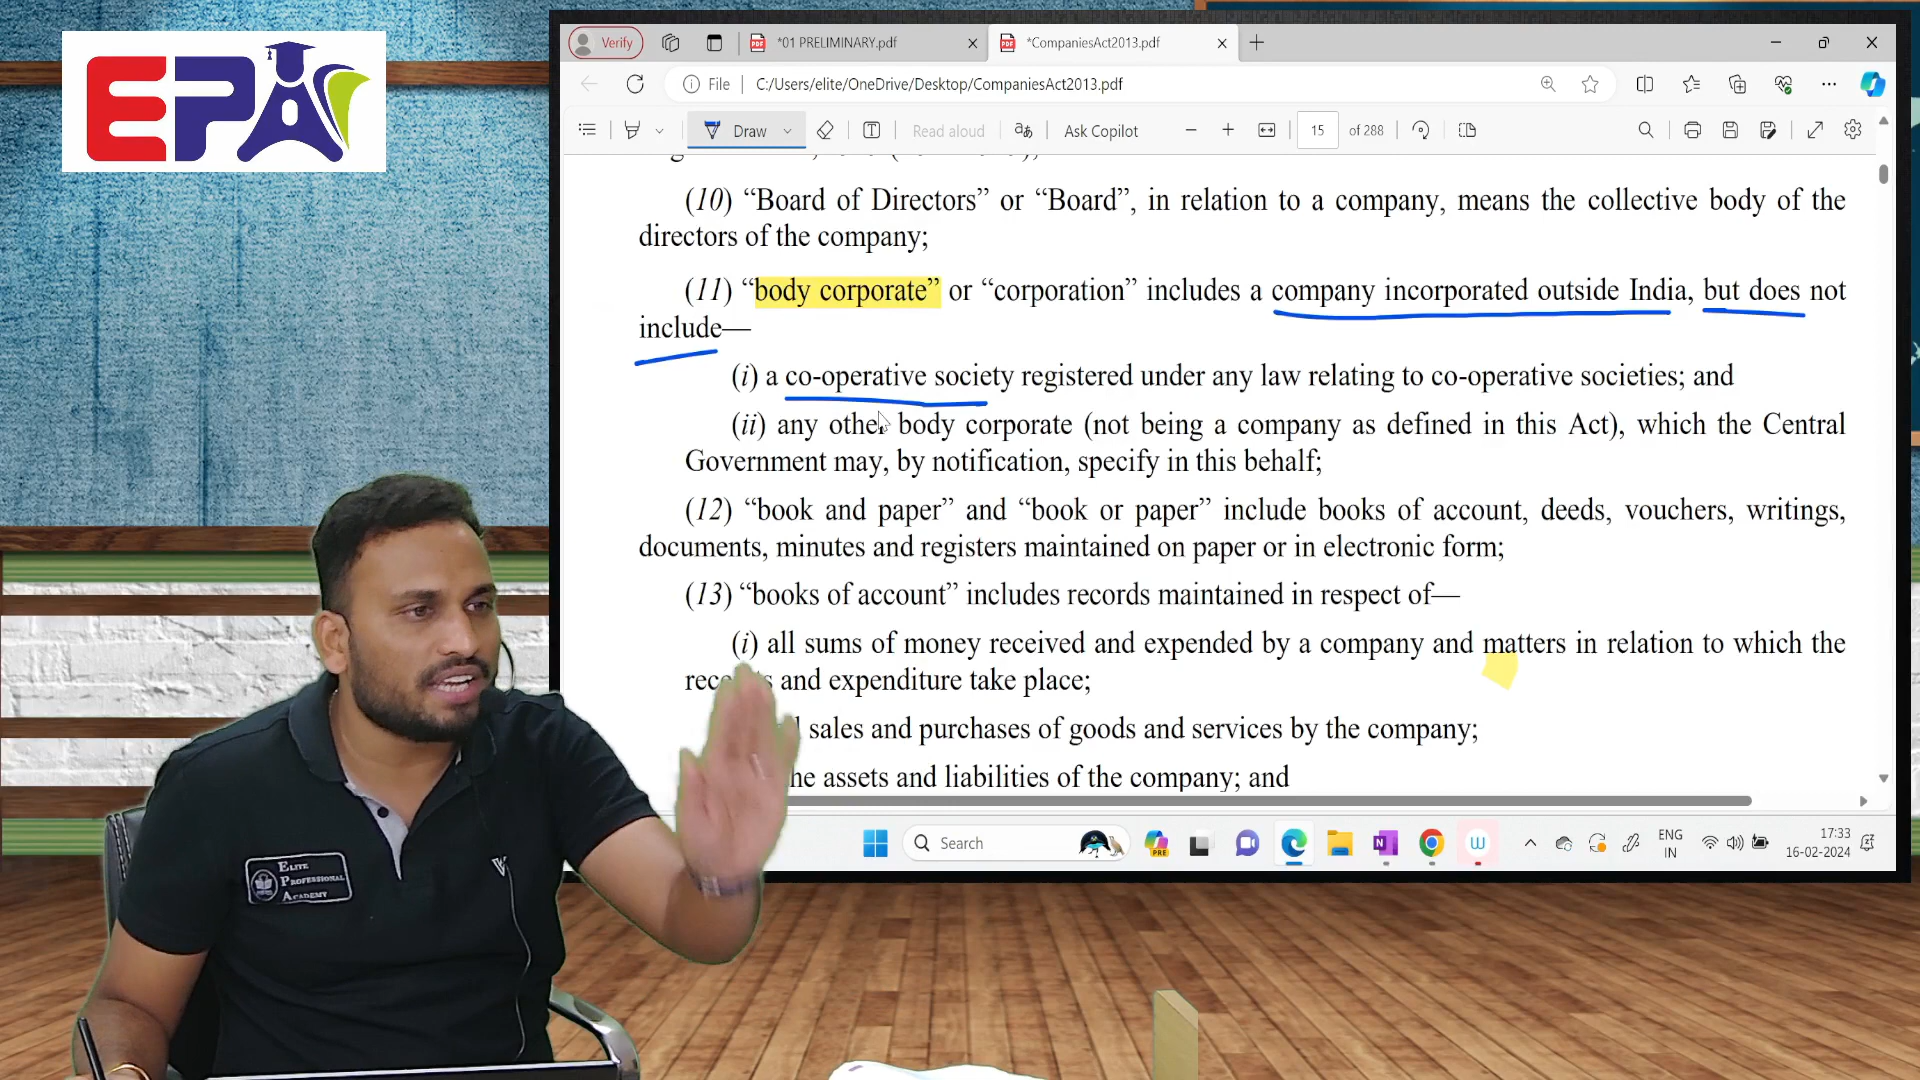 EPA
Verify
*01 PRELIMINARY.pdf
*CompaniesAct2013.pdf
File
C:/Users/elite/OneDrive/Desktop/CompaniesAct2013.pdf
Draw
Read aloud
Ask Copilot
15
of 288
(10) “Board of Directors” or “Board”, in relation to a company, means the collective body of the
directors of the company;
(11) “body corporate” or “corporation” includes a company incorporated outside India, but does not
include—
(i) a co-operative society registered under any law relating to co-operative societies; and
(ii) any other body corporate (not being a company as defined in this Act), which the Central
Government may, by notification, specify in this behalf;
(12) “book and paper” and “book or paper” include books of account, deeds, vouchers, writings,
documents, minutes and registers maintained on paper or in electronic form;
(13) “books of account” includes records maintained in respect of—
(i) all sums of money received and expended by a company and matters in relation to which the
and expenditure take place;
sales and purchases of goods and services by the company;
assets and liabilities of the company; and
Search
PRE
W
ENG
IN
17:33
16-02-2024
ELITE
PROFESSIONAL
ACADEMY